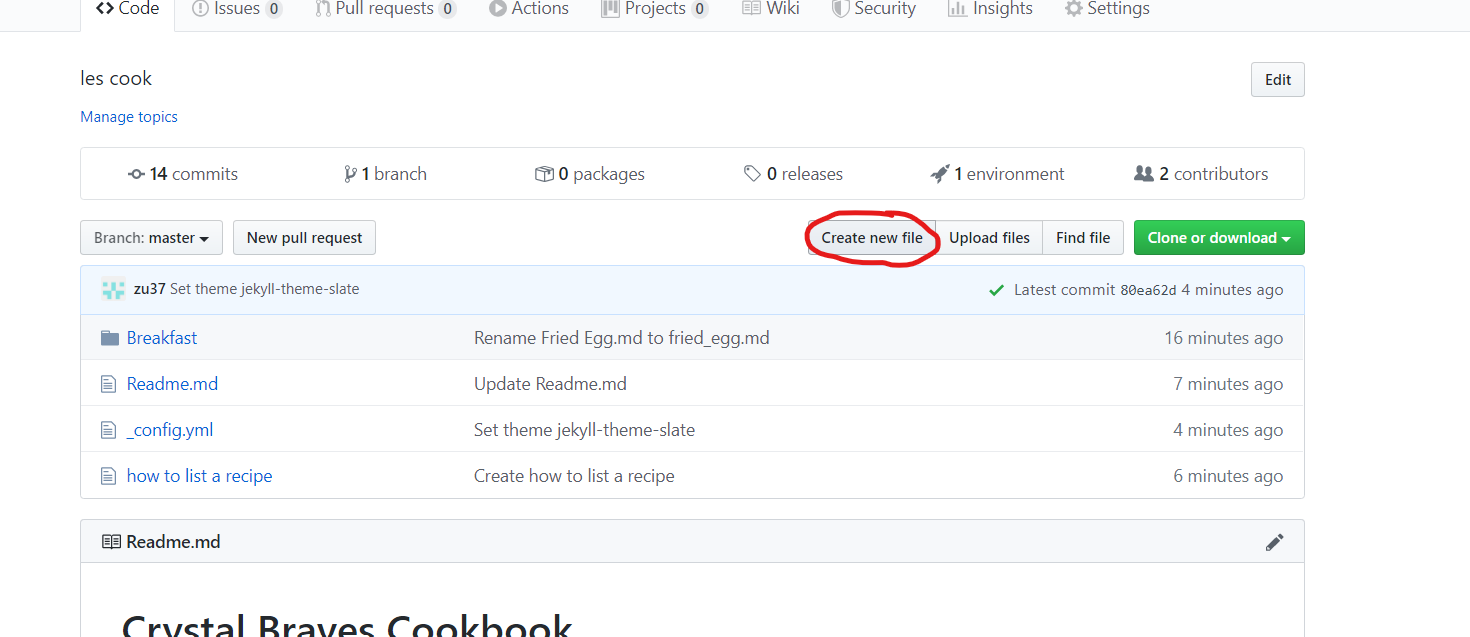 Code Issues 0 Pull requests 0 Actions Projects 0 Wiki Security Insights Settings
les cook Edit
Manage topics
14 commits 1 branch 0 packages 0 releases 1 environment 2 contributors
Branch: master New pull request Create new file Upload files Find file Clone or download
zu37 Set theme jekyll-theme-slate Latest commit 80ea62d 4 minutes ago
Breakfast Rename Fried Egg.md to fried_egg.md 16 minutes ago
Readme.md Update Readme.md 7 minutes ago
_config.yml Set theme jekyll-theme-slate 4 minutes ago
how to list a recipe Create how to list a recipe 6 minutes ago
Readme.md
Crystal Braves Cookbook